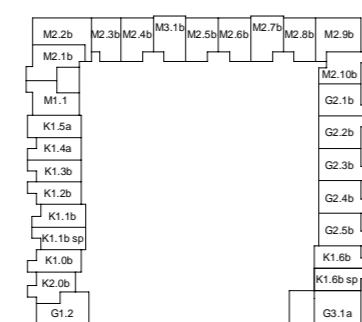 M2.2b
M2.3b
M2.4b
M3.1b
M2.5b
M2.6b
M2.7b
M2.8b
M2.9b
M2.1b
M2.10b
M1.1
G2.1b
K1.5a
G2.2b
K1.4a
K1.3b
G2.3b
K1.2b
G2.4b
K1.1b
G2.5b
K1.1b sp
K1.0b
K1.6b
K2.0b
K1.6b sp
G1.2
G3.1a